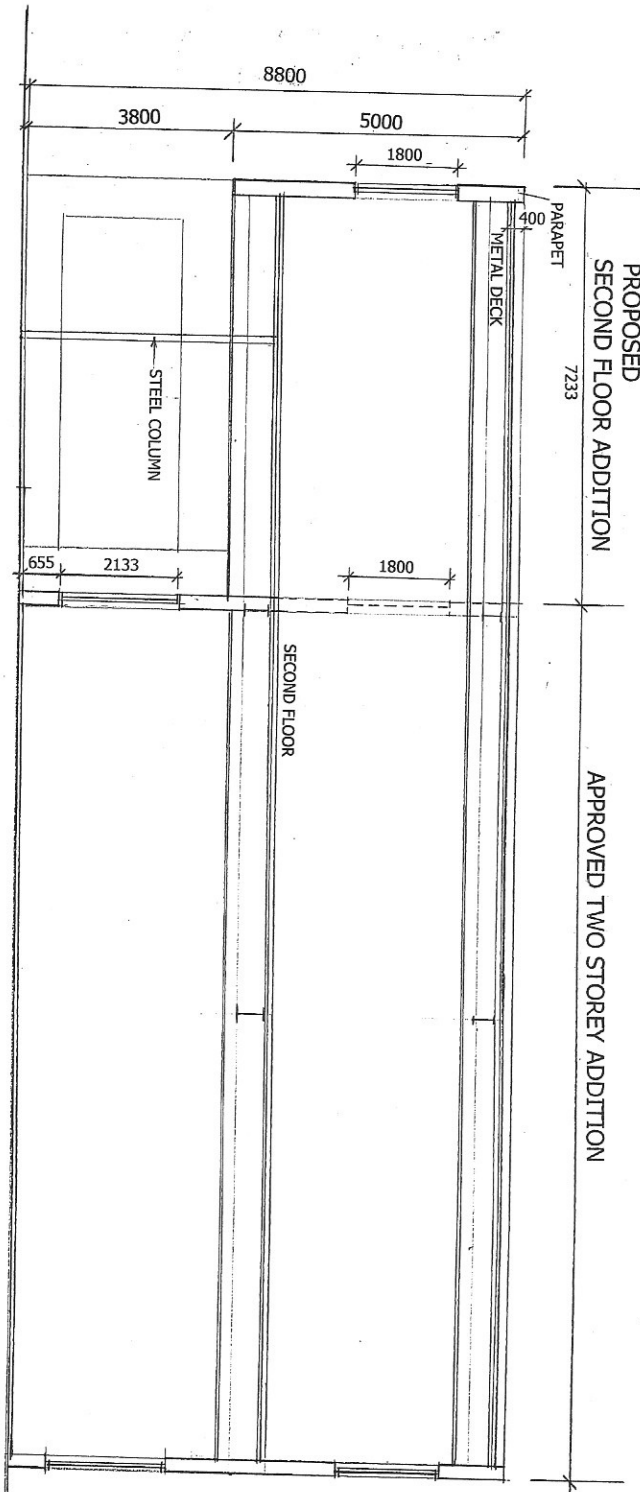 8800
3800
5000
1800
400
PARAPET
METAL DECK
PROPOSED
SECOND FLOOR ADDITION
7233
STEEL COLUMN
655
2133
1800
SECOND FLOOR
APPROVED TWO STOREY ADDITION